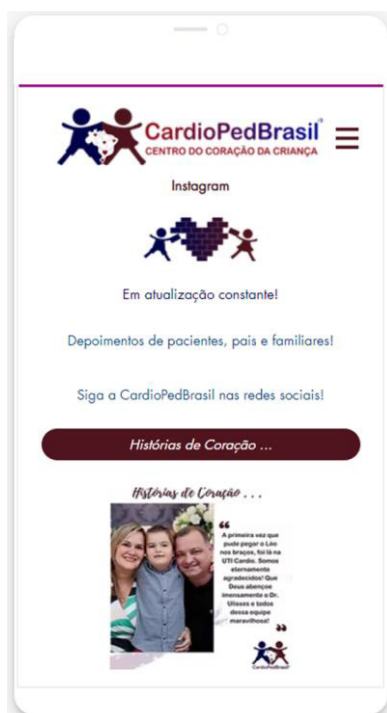 CardioPedBrasil
CENTRO DO CORAÇÃO DA CRIANÇA
Instagram
Em atualização constante!
Depoimentos de pacientes, pais e familiares!
Siga a CardioPedBrasil nas redes sociais!
Histórias de Coração ...
Histórias de Coração . . .
“
A primeira vez que
pude pegar o Léo
nos braços, foi lá na
UTI Cardio. Somos
eternamente
agradecidos! Que
Deus abençoe
imensamente o Dr.
Ulisses e todos
dessa equipe
maravilhosa!
”
CardioPedBrasil